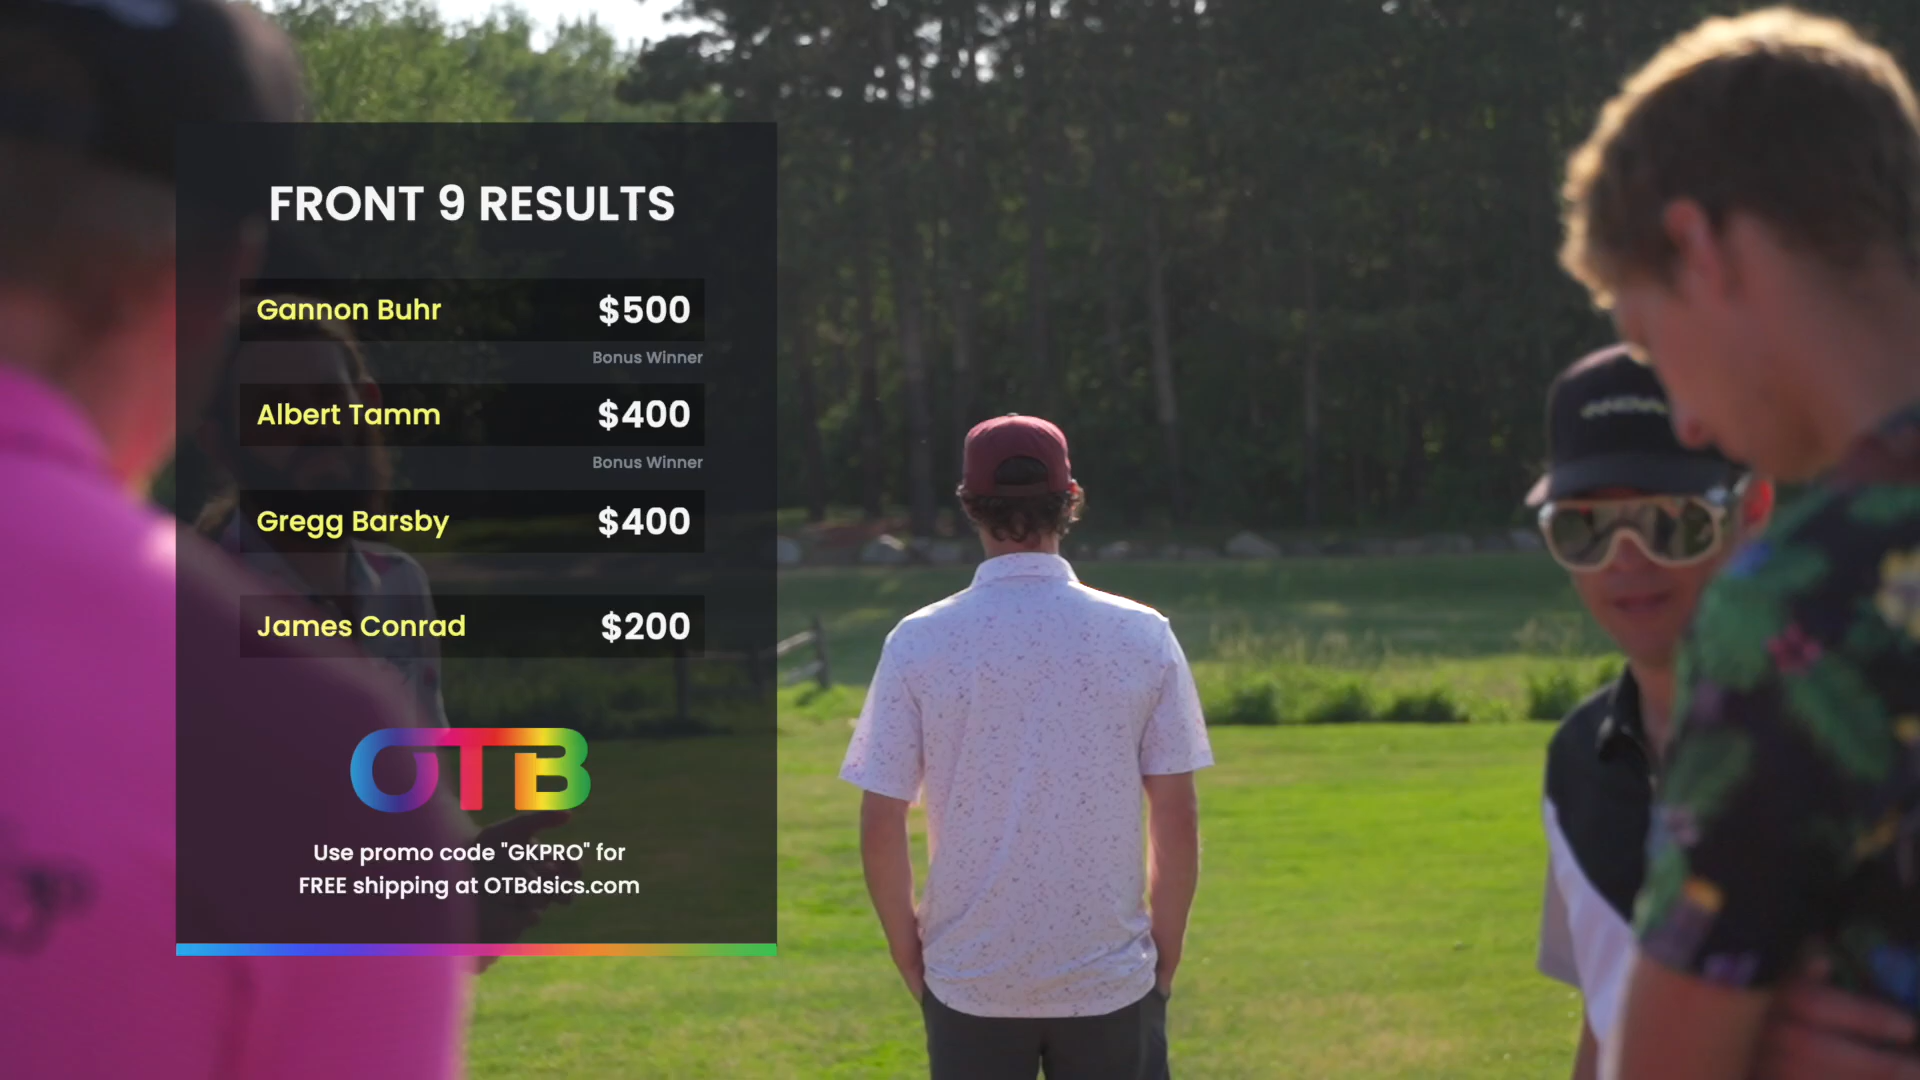 FRONT 9 RESULTS
Gannon Buhr $500
Bonus Winner
Albert Tamm $400
Bonus Winner
Gregg Barsby $400
James Conrad $200
OTB
Use promo code "GKPRO" for
FREE shipping at OTBdsics.com